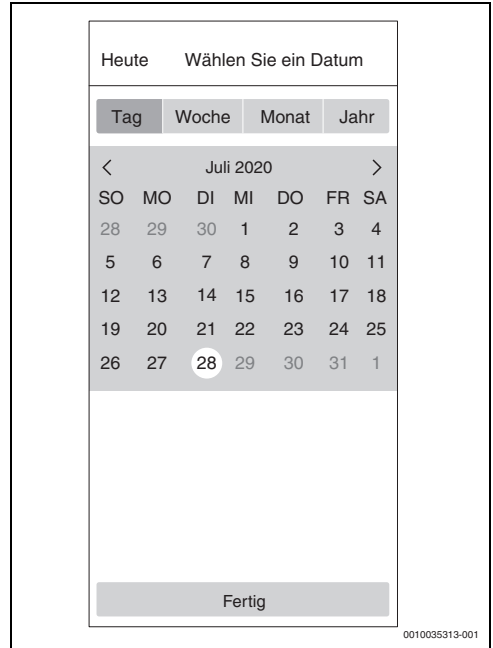 Heute Wählen Sie ein Datum
Tag Woche Monat Jahr
< Juli 2020 >
SO MO DI MI DO FR SA
28 29 30 1 2 3 4
5 6 7 8 9 10 11
12 13 14 15 16 17 18
19 20 21 22 23 24 25
26 27 28 29 30 31 1
Fertig
0010035313-001